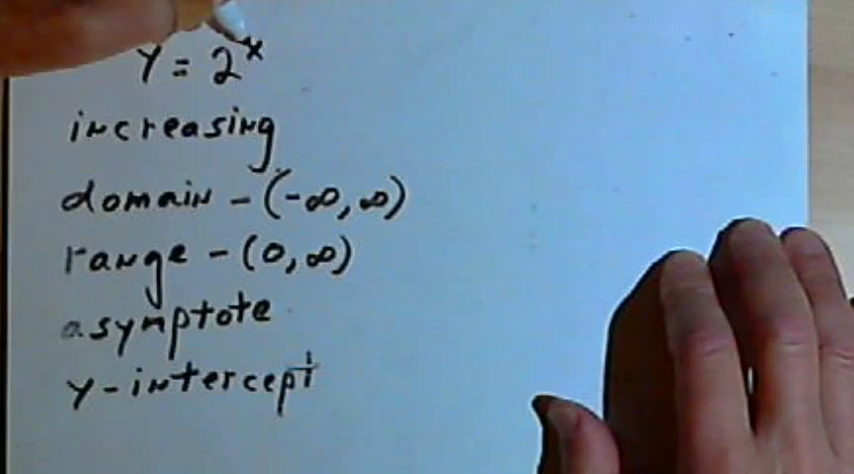 y = 2^x
increasing
domain - (-∞, ∞)
range - (0, ∞)
asymptote
y-intercept